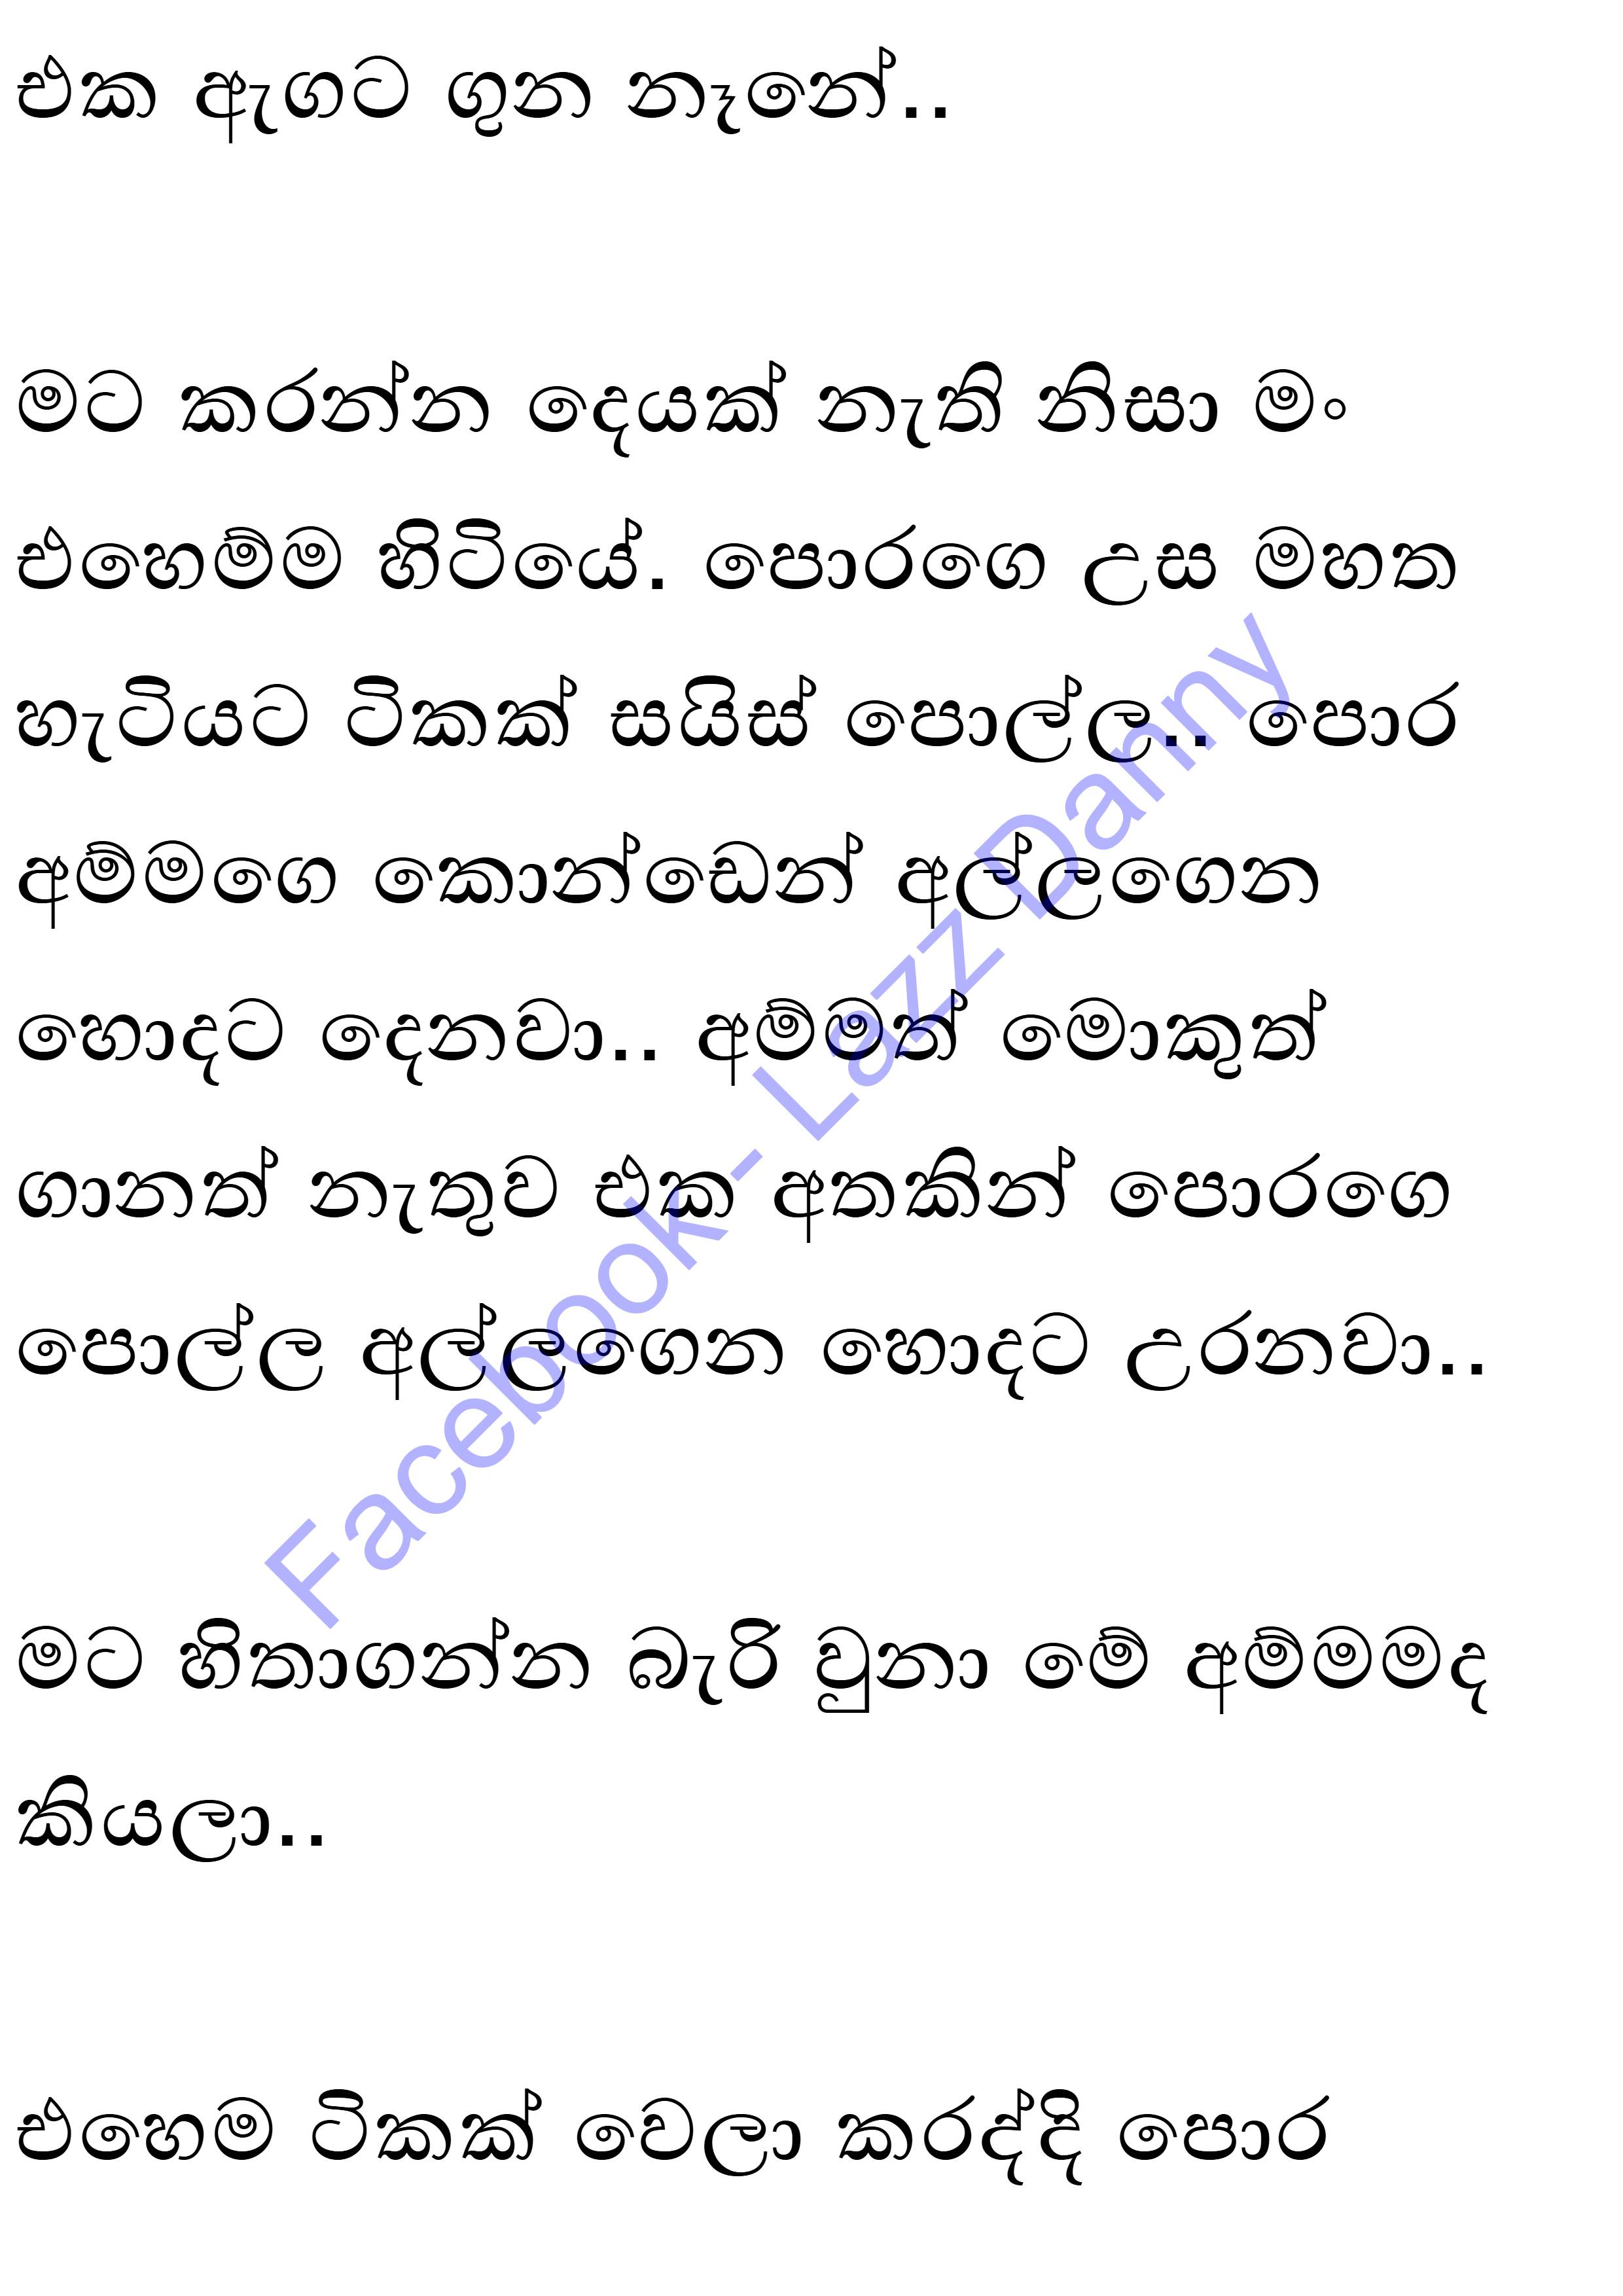 එක ඇගට ගුන නෑනේ..
මට කරන්න දෙයක් නැති නිසා මං
එහෙම්ම හිටියේ. පොරගෙ උස මහත
හැටියට ටිකක් සයිස් පොල්ල.. පොර
අම්මගෙ කොන්ඩෙන් අල්ලගෙන
හොදට දෙනවා.. අම්මත් මොකුත්
ගානත් නැතුව එක අතකින් පොරගෙ
පොල්ල අල්ලගෙන හොදට උරනවා..
මට හිතාගන්න බැරි වුනා මේ අම්මමද
කියලා..
එහෙම ටිකක් වෙලා කරද්දි පොර
Facebook- Lazz Danny